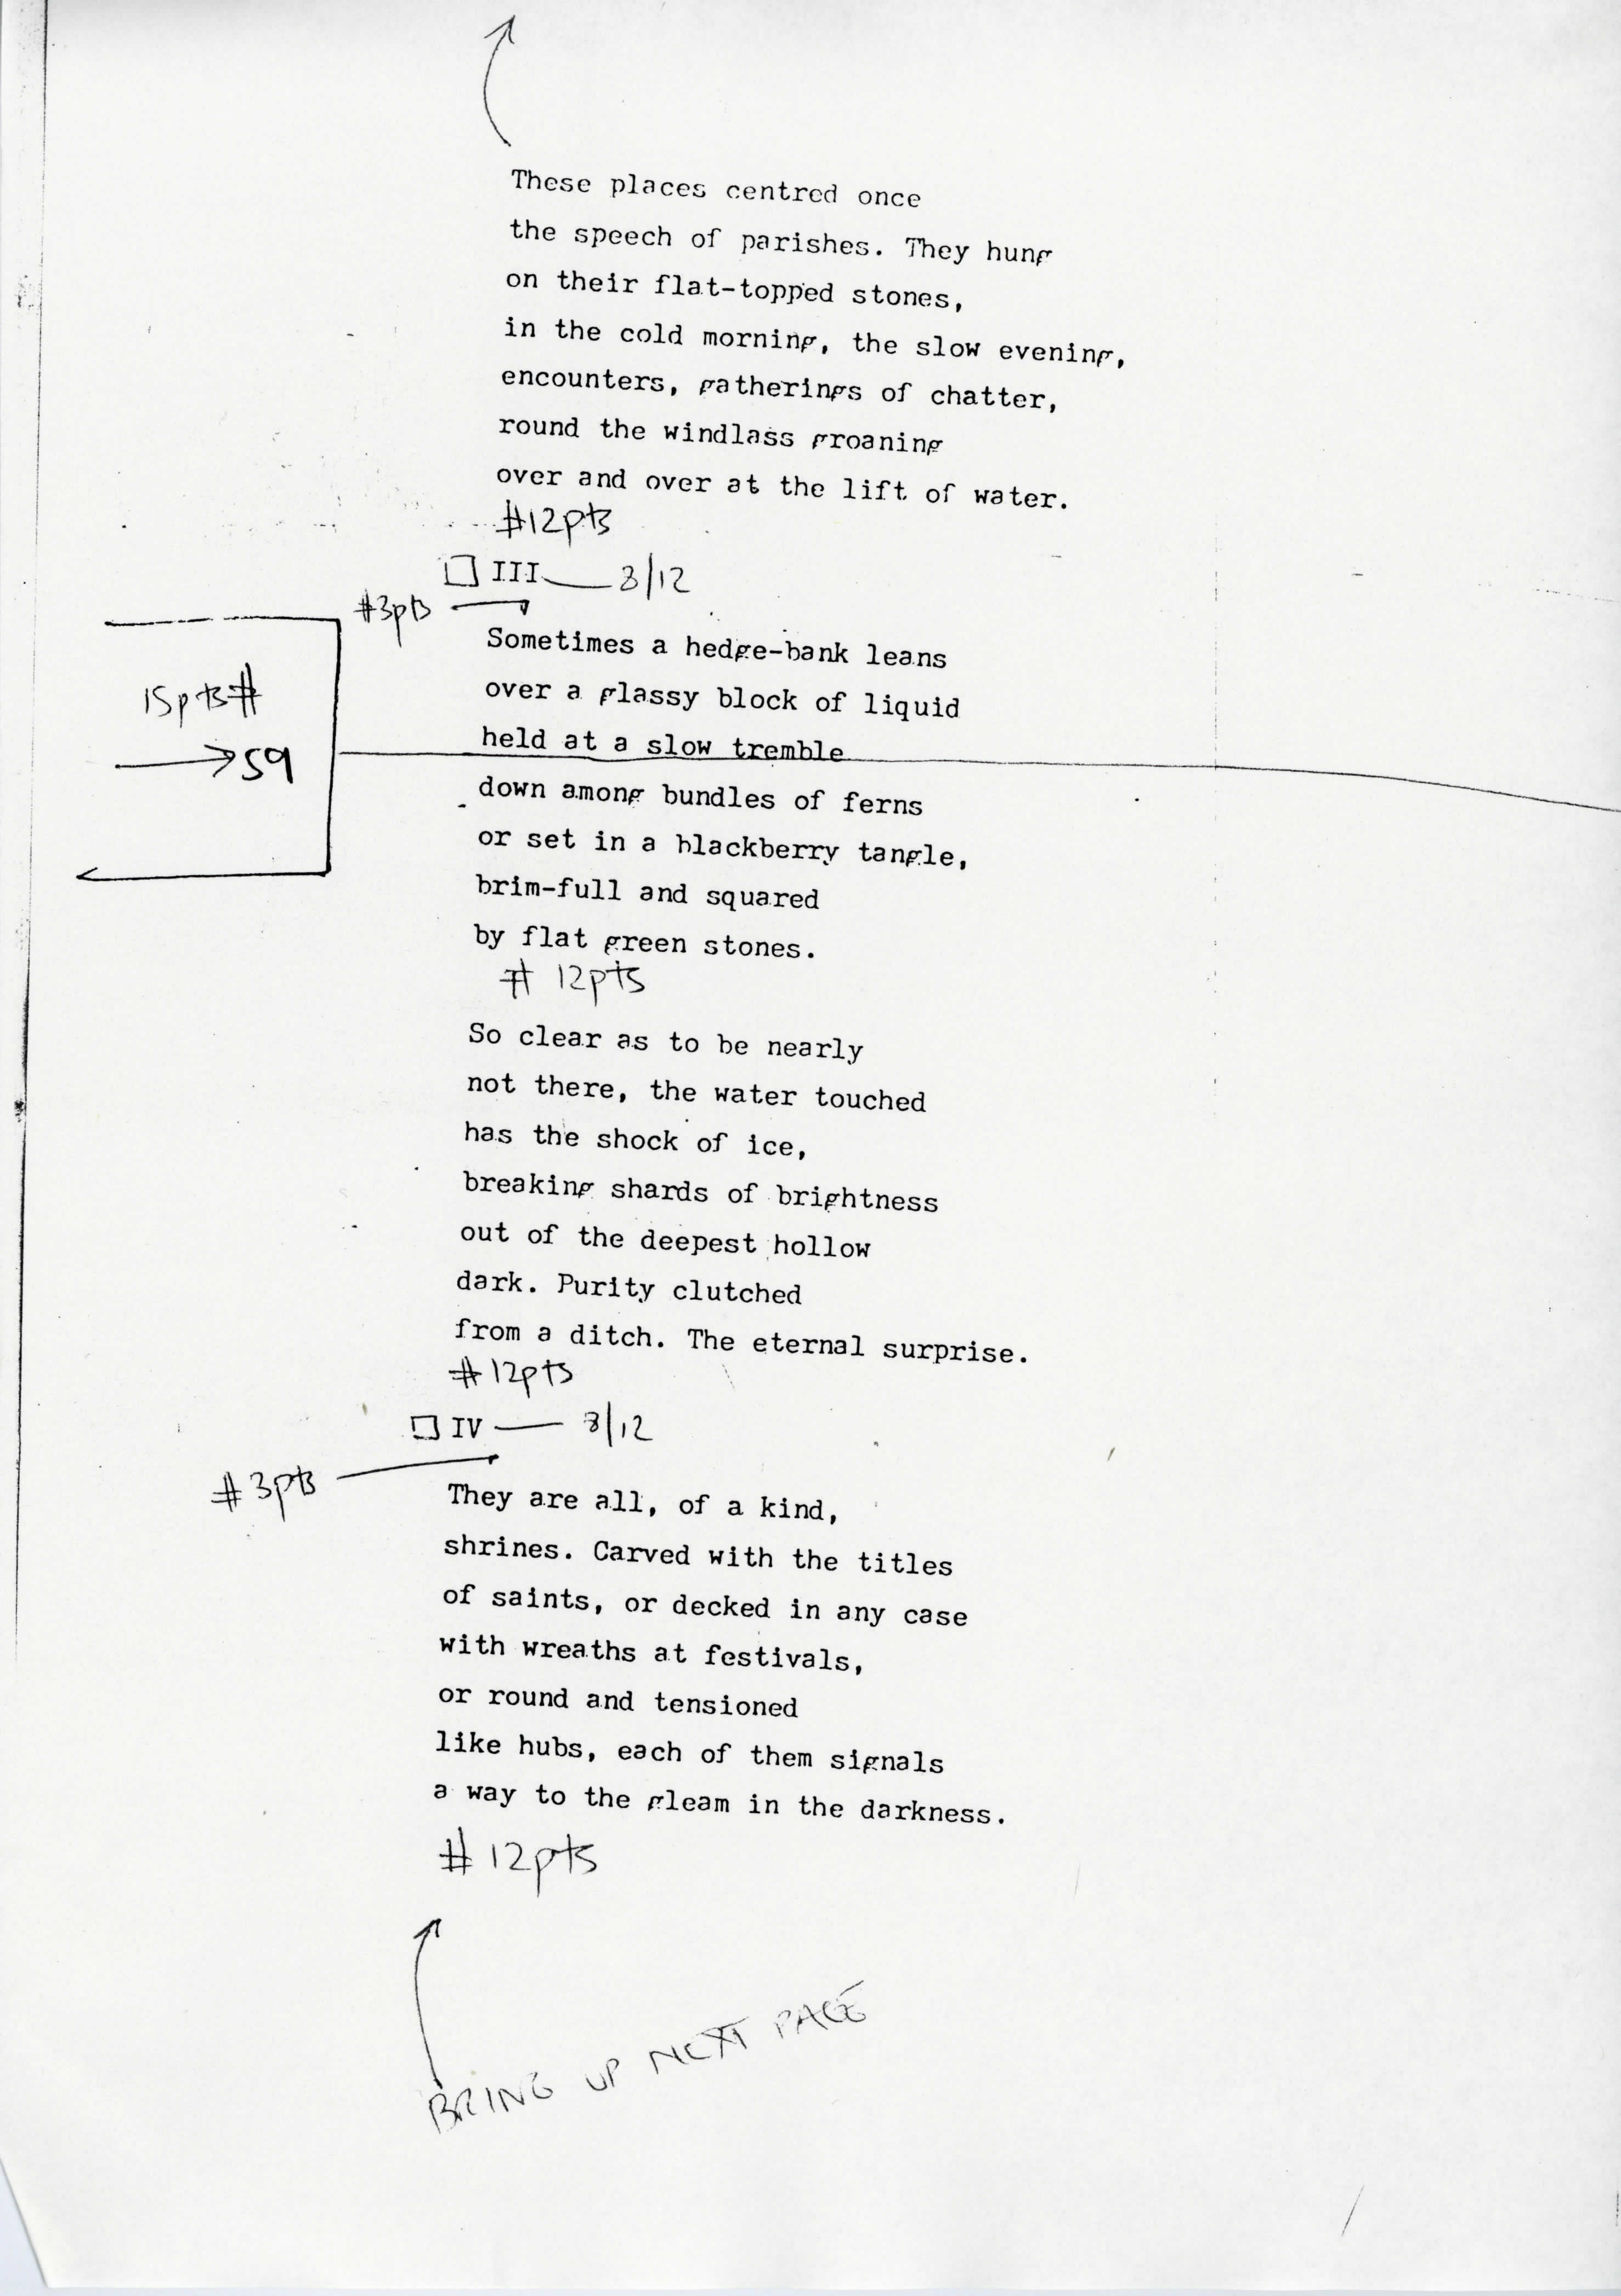 These places centred once
the speech of parishes. They hung
on their flat-topped stones,
in the cold morning, the slow evening,
encounters, gatherings of chatter,
round the windlass groaning
over and over at the lift of water.
#12pts
III — 8/12
#3pts
Sometimes a hedge-bank leans
over a glassy block of liquid
15pts#
held at a slow tremble
→59
down among bundles of ferns
or set in a blackberry tangle,
brim-full and squared
by flat green stones.
# 12pts
So clear as to be nearly
not there, the water touched
has the shock of ice,
breaking shards of brightness
out of the deepest hollow
dark. Purity clutched
from a ditch. The eternal surprise.
#12pts
IV — 8/12
#3pts
They are all, of a kind,
shrines. Carved with the titles
of saints, or decked in any case
with wreaths at festivals,
or round and tensioned
like hubs, each of them signals
a way to the gleam in the darkness.
# 12pts
BRING UP NEXT PAGE